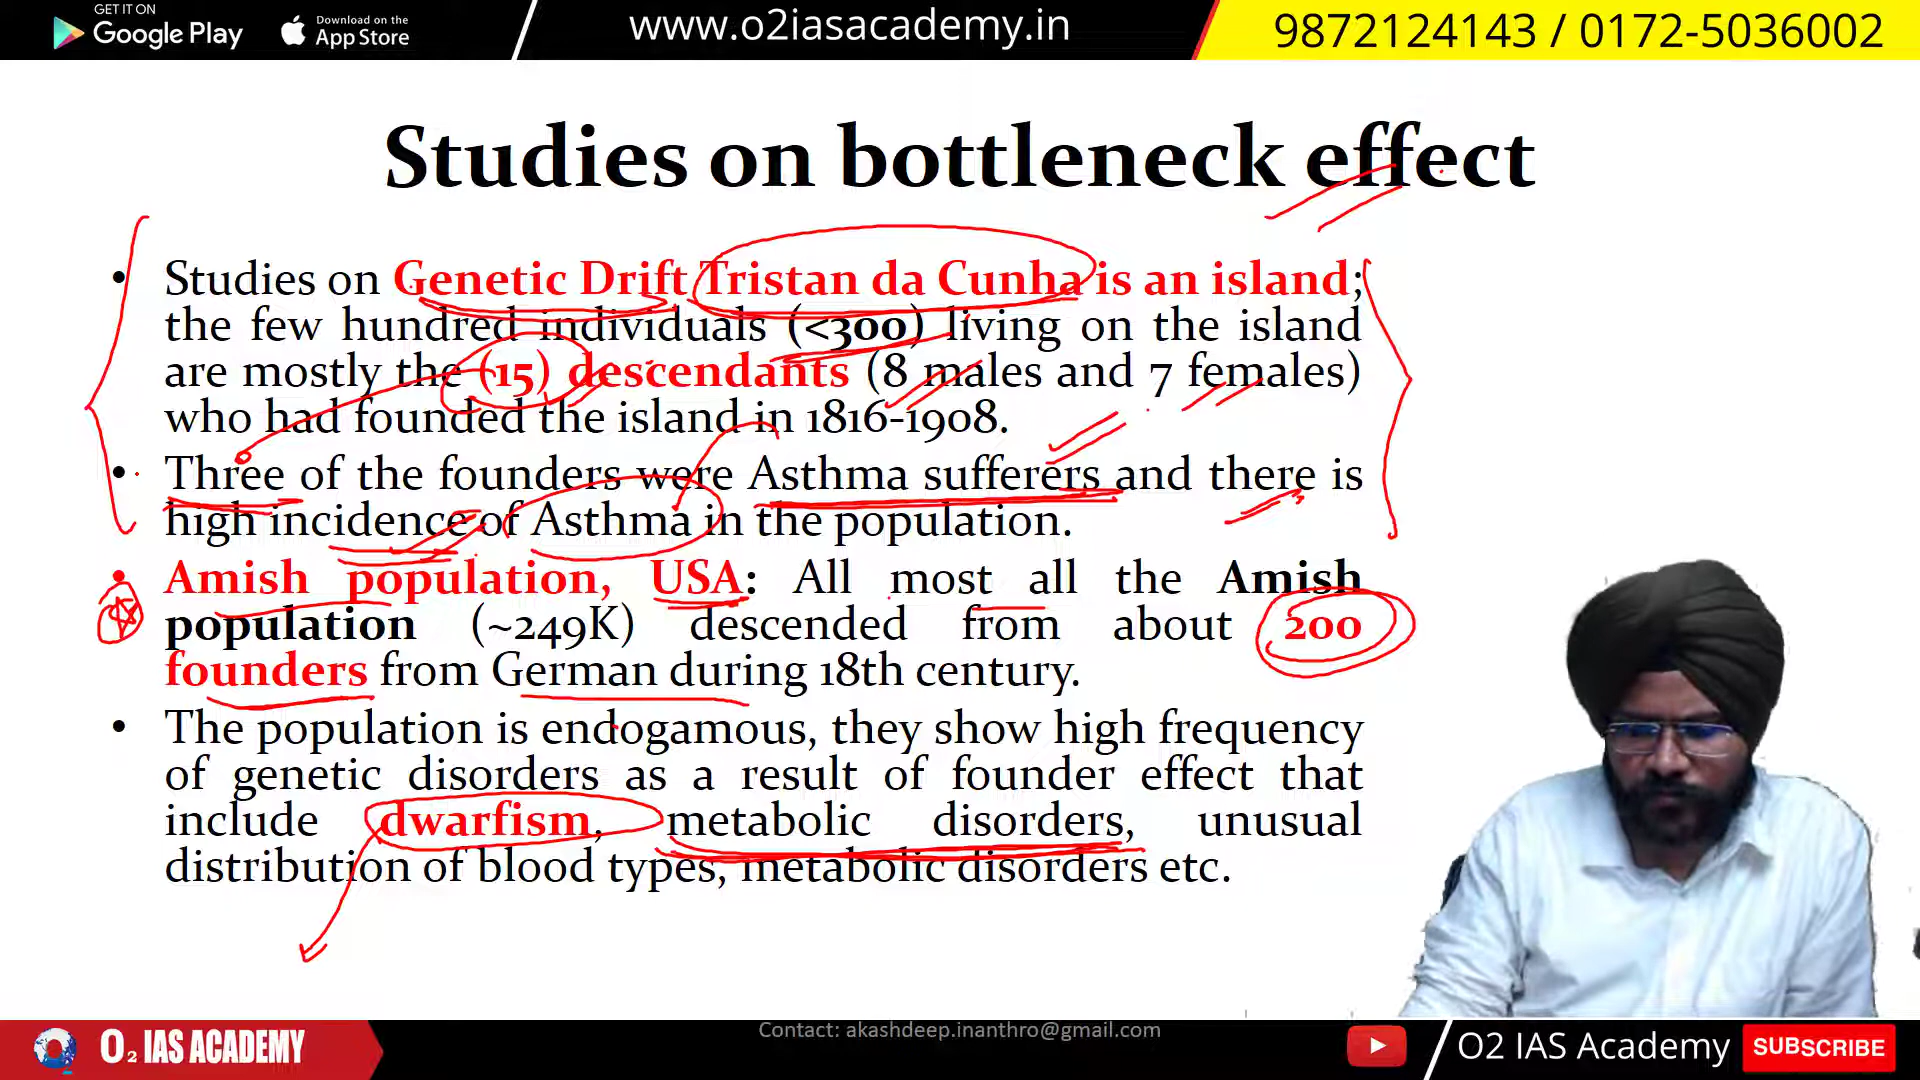 GET IT ON
Google Play
Download on the
App Store
www.o2iasacademy.in
9872124143 / 0172-5036002
Studies on bottleneck effect
• Studies on Genetic Drift Tristan da Cunha is an island;
the few hundred individuals (<300) living on the island
are mostly the (15) descendants (8 males and 7 females)
who had founded the island in 1816-1908.
• Three of the founders were Asthma sufferers and there is
high incidence of Asthma in the population.
• Amish population, USA: All most all the Amish
population (~249K) descended from about 200
founders from German during 18th century.
• The population is endogamous, they show high frequency
of genetic disorders as a result of founder effect that
include dwarfism, metabolic disorders, unusual
distribution of blood types, metabolic disorders etc.
O2 IAS ACADEMY
Contact: akashdeep.inanthro@gmail.com
O2 IAS Academy
SUBSCRIBE